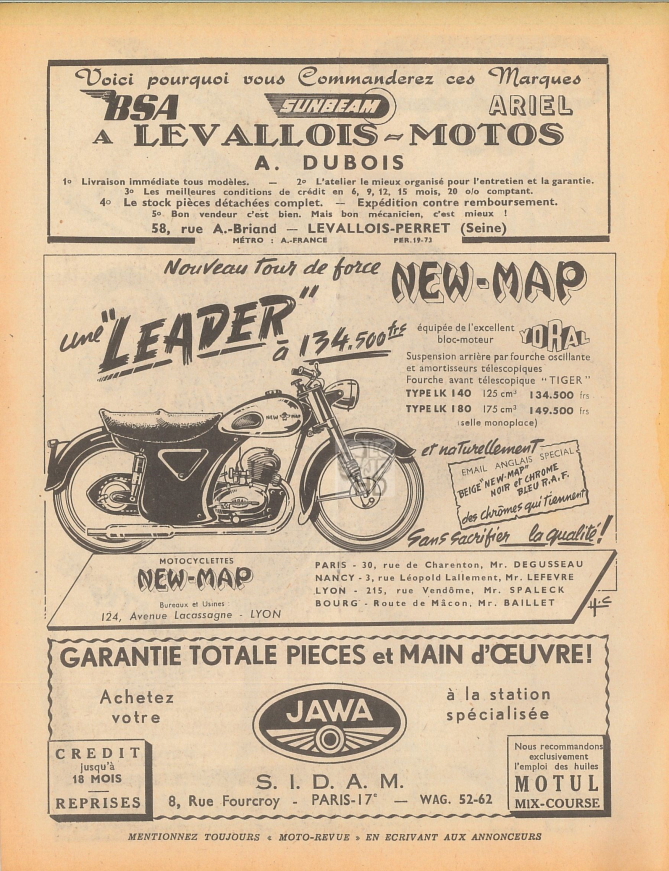 Voici pourquoi vous Commanderez ces Marques
BSA SUNBEAM ARIEL
A LEVALLOIS-MOTOS
A. DUBOIS
1º Livraison immédiate tous modèles. — 2º L'atelier le mieux organisé pour l'entretien et la garantie.
3º Les meilleures conditions de crédit en 6, 9, 12, 15 mois, 20 o/o comptant.
4º Le stock pièces détachées complet. — Expédition contre remboursement.
5º Bon vendeur c'est bien. Mais bon mécanicien, c'est mieux !
58, rue A.-Briand — LEVALLOIS-PERRET (Seine)
MÉTRO : A.-FRANCE PER. 19-73
Nouveau tour de force NEW-MAP
une "LEADER"
à 134.500 frs
équipée de l'excellent
bloc-moteur YDRAL
Suspension arrière par fourche oscillante
et amortisseurs télescopiques
Fourche avant télescopique "TIGER"
TYPE LK 140 125 cm³ 134.500 frs
TYPE LK 180 175 cm³ 149.500 frs
(selle monoplace)
NEW MAP
et naturellement
EMAIL ANGLAIS SPECIAL
BEIGE "NEW-MAP"
NOIR et CHROME
BLEU R.A.F.
des chrômes qui tiennent
Sans sacrifier la qualité !
MOTOCYCLETTES
NEW-MAP
Bureaux et Usines :
124, Avenue Lacassagne - LYON
PARIS - 30, rue de Charenton, Mr. DEGUSSEAU
NANCY - 3, rue Léopold Lallement, Mr. LEFEVRE
LYON - 215, rue Vendôme, Mr. SPALECK
BOURG - Route de Mâcon, Mr. BAILLET
H.C
GARANTIE TOTALE PIECES et MAIN d'ŒUVRE!
Achetez
votre
JAWA
à la station
spécialisée
CREDIT
jusqu'à
18 MOIS
REPRISES
S. I. D. A. M.
8, Rue Fourcroy - PARIS-17e — WAG. 52-62
Nous recommandons
exclusivement
l'emploi des huiles
MOTUL
MIX-COURSE
MENTIONNEZ TOUJOURS « MOTO-REVUE » EN ECRIVANT AUX ANNONCEURS